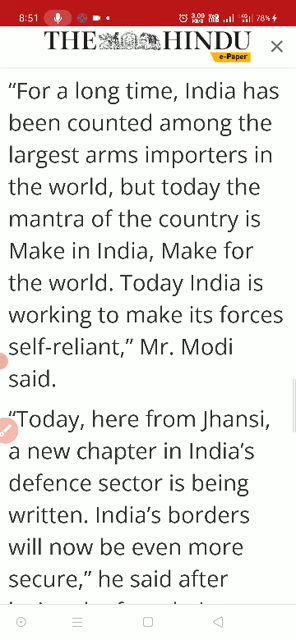 8:51
3.00 KB/s
78%
THE HINDU
e-Paper
“For a long time, India has
been counted among the
largest arms importers in
the world, but today the
mantra of the country is
Make in India, Make for
the world. Today India is
working to make its forces
self-reliant,” Mr. Modi
said.
“Today, here from Jhansi,
a new chapter in India’s
defence sector is being
written. India’s borders
will now be even more
secure,” he said after